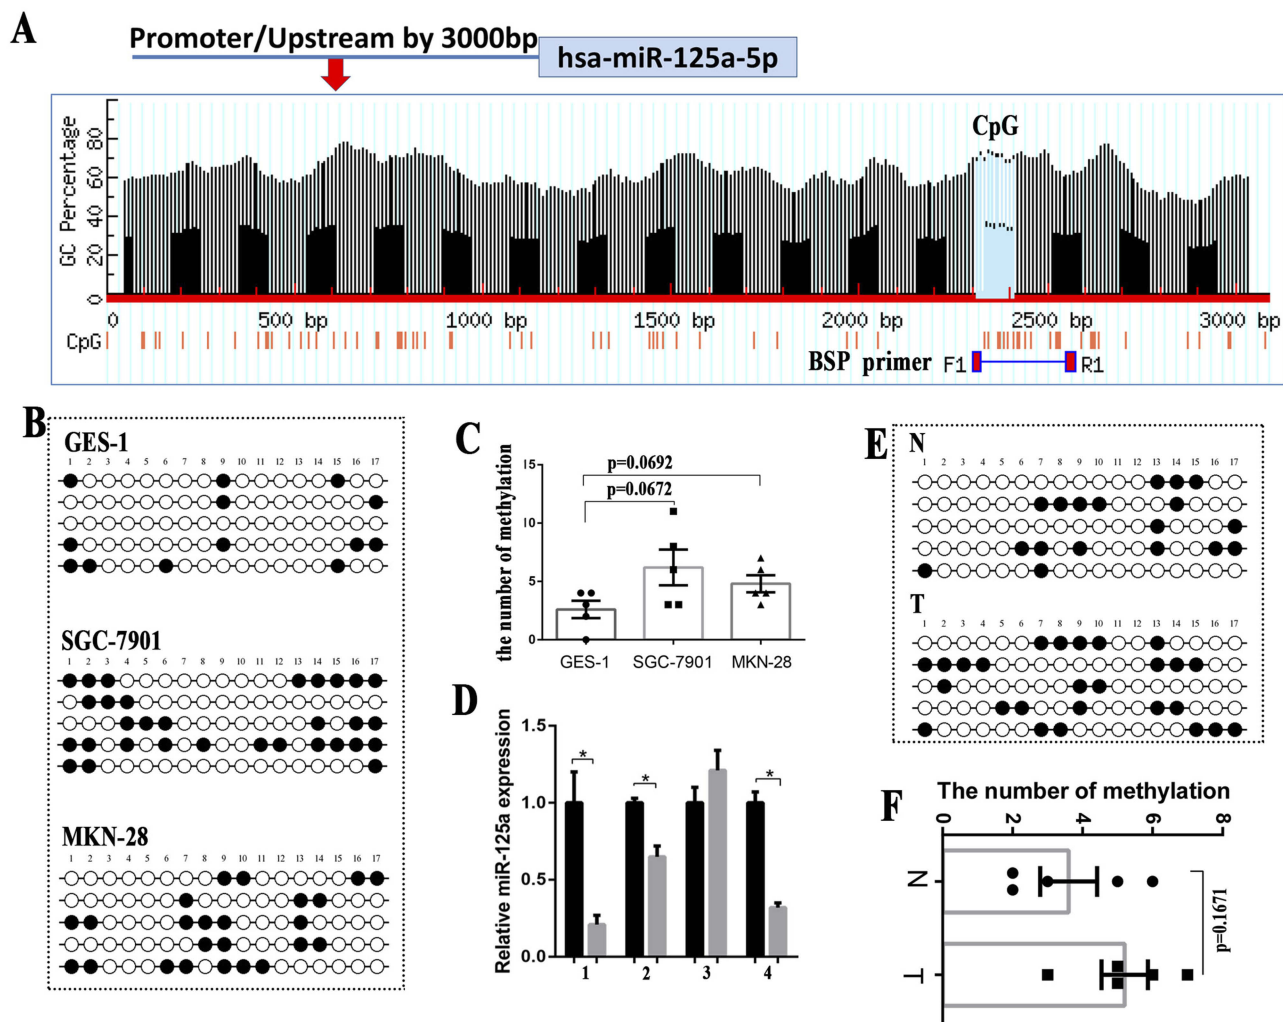 A
Promoter/Upstream by 3000bp
hsa-miR-125a-5p
GC Percentage
0 20 40 60 80
CpG
0 500 bp 1000 bp 1500 bp 2000 bp 2500 bp 3000 bp
CpG
BSP primer F1 R1
B
GES-1
1 2 3 4 5 6 7 8 9 10 11 12 13 14 15 16 17
SGC-7901
1 2 3 4 5 6 7 8 9 10 11 12 13 14 15 16 17
MKN-28
1 2 3 4 5 6 7 8 9 10 11 12 13 14 15 16 17
C
the number of methylation
15
10
5
0
p=0.0692
p=0.0672
GES-1 SGC-7901 MKN-28
D
Relative miR-125a expression
1.5
1.0
0.5
0.0
* * *
1 2 3 4
E
N
1 2 3 4 5 6 7 8 9 10 11 12 13 14 15 16 17
T
1 2 3 4 5 6 7 8 9 10 11 12 13 14 15 16 17
F
The number of methylation
0 2 4 6 8
N
T
p=0.1671